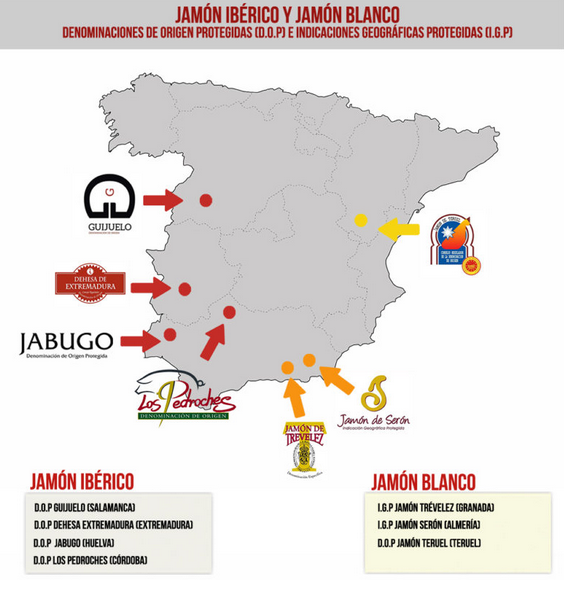 JAMÓN IBÉRICO Y JAMÓN BLANCO
DENOMINACIONES DE ORIGEN PROTEGIDAS (D.O.P) E INDICACIONES GEOGRÁFICAS PROTEGIDAS (I.G.P)
G
GUIJUELO
DEHESA DE
EXTREMADURA
JABUGO
Denominación de Origen Protegida
Los Pedroches
DENOMINACIÓN DE ORIGEN
JAMÓN DE
TREVELEZ
Jamón de Serón
Indicación Geográfica Protegida
JAMÓN IBÉRICO
D.O.P GUIJUELO (SALAMANCA)
D.O.P DEHESA EXTREMADURA (EXTREMADURA)
D.O.P JABUGO (HUELVA)
D.O.P LOS PEDROCHES (CÓRDOBA)
JAMÓN BLANCO
I.G.P JAMÓN TRÉVELEZ (GRANADA)
I.G.P JAMÓN SERÓN (ALMERÍA)
D.O.P JAMÓN TERUEL (TERUEL)